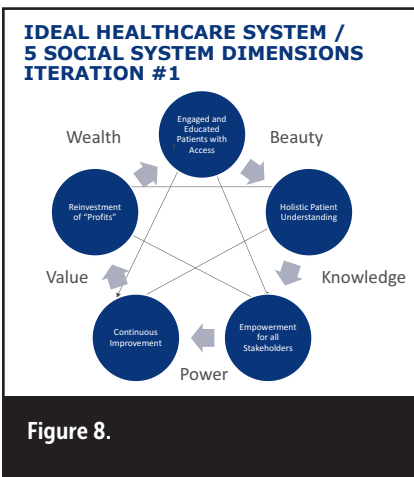 IDEAL HEALTHCARE SYSTEM /
5 SOCIAL SYSTEM DIMENSIONS
ITERATION #1
Engaged and
Educated
Patients with
Access
Wealth
Beauty
Reinvestment
of "Profits"
Holistic Patient
Understanding
Value
Knowledge
Continuous
Improvement
Empowerment
for all
Stakeholders
Power
Figure 8.